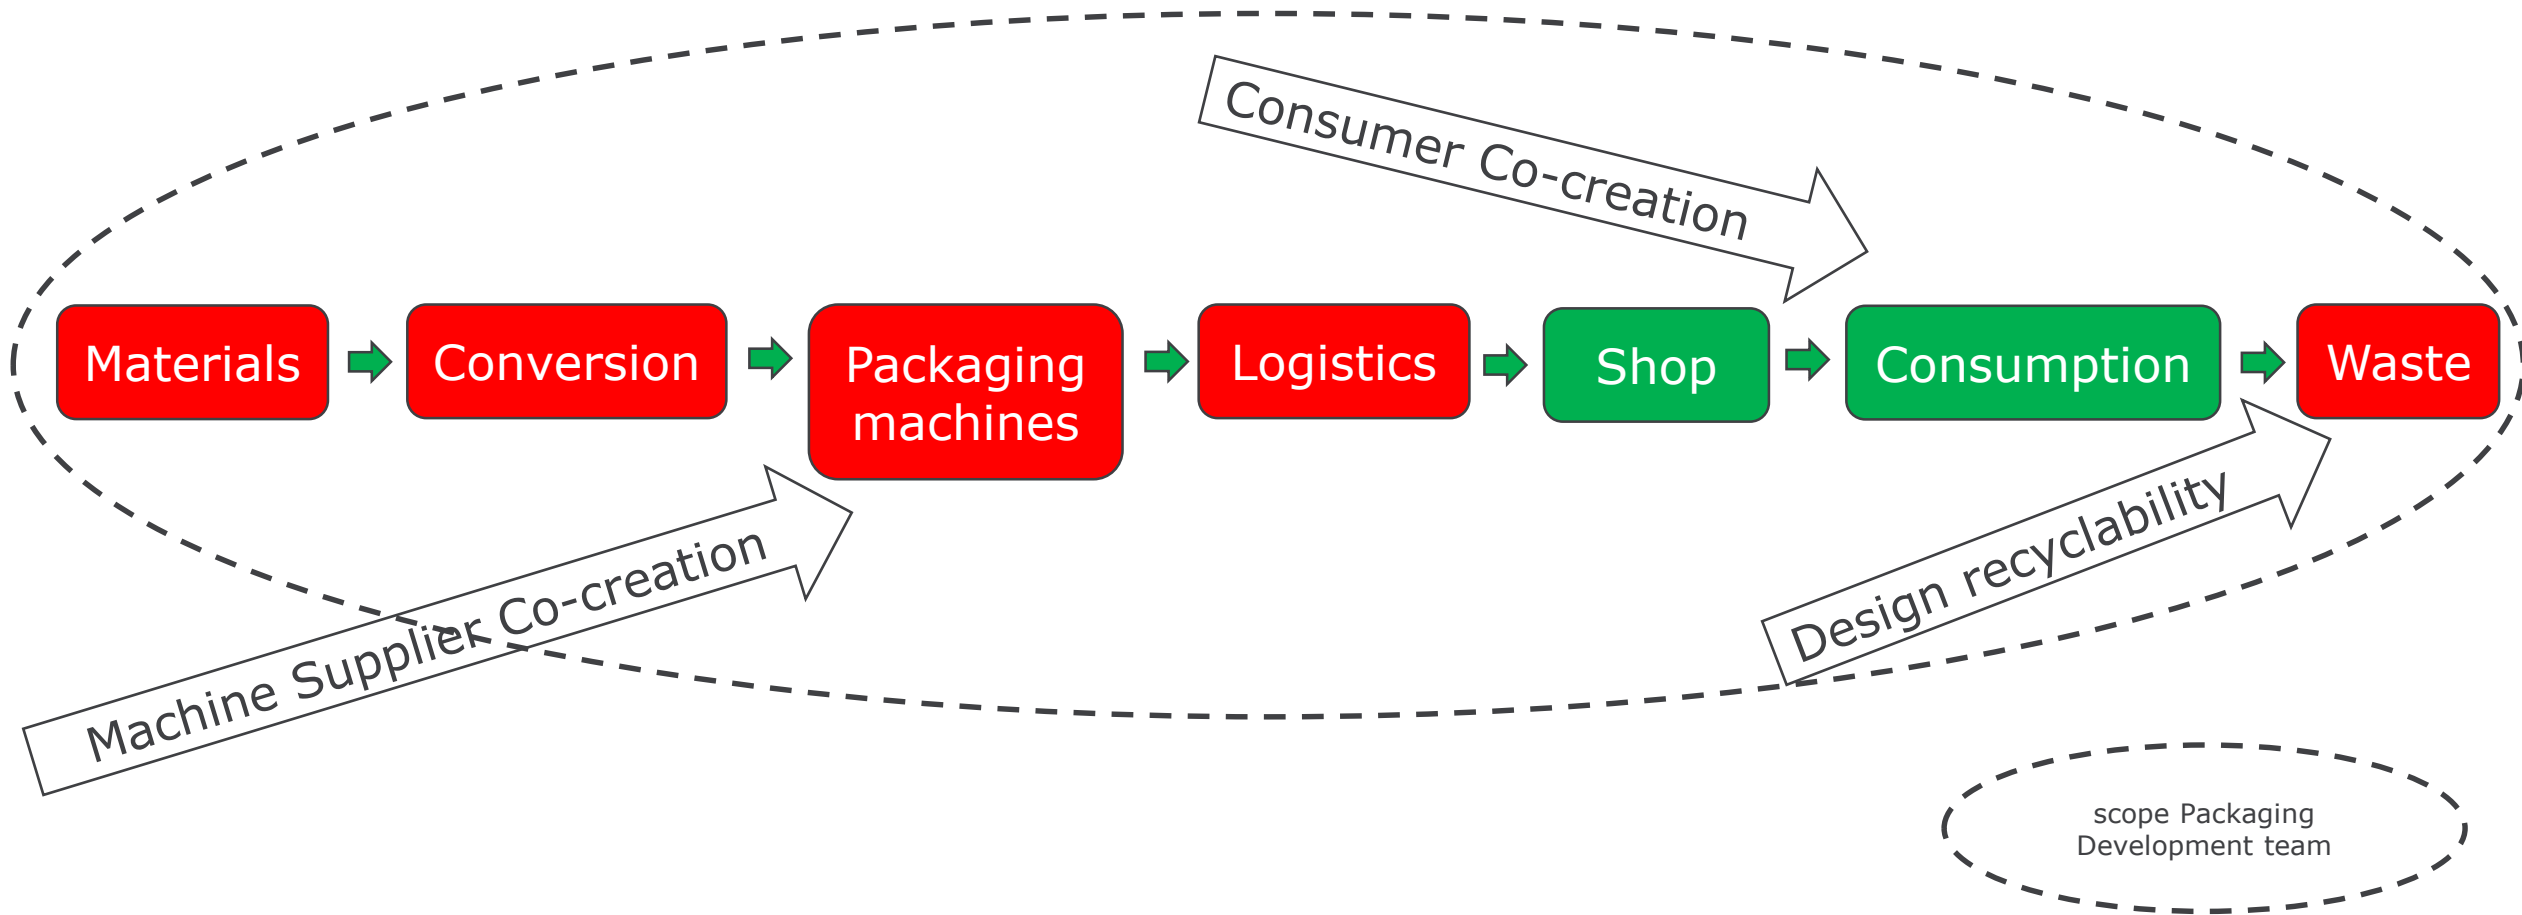 Consumer Co-creation
Materials
Conversion
Packaging
machines
Logistics
Shop
Consumption
Waste
Machine Supplier Co-creation
Design recyclability
scope Packaging
Development team